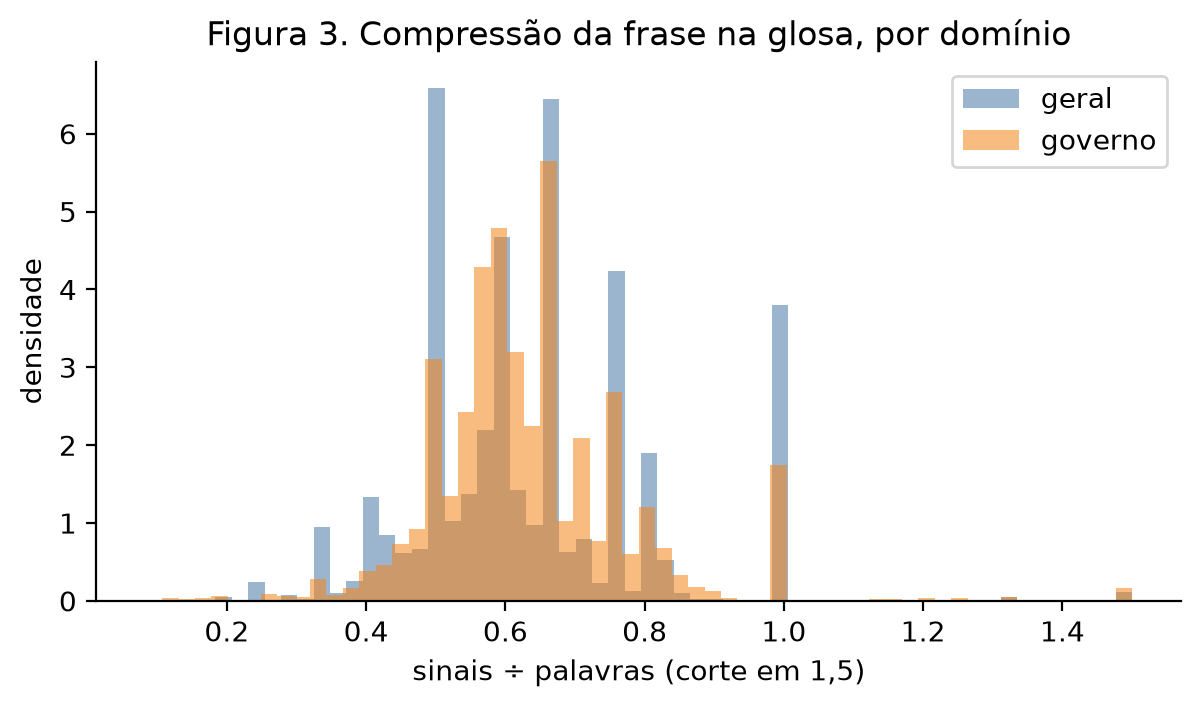 Figura 3. Compressão da frase na glosa, por domínio
geral
governo
densidade
6
5
4
3
2
1
0
0.2 0.4 0.6 0.8 1.0 1.2 1.4
sinais ÷ palavras (corte em 1,5)